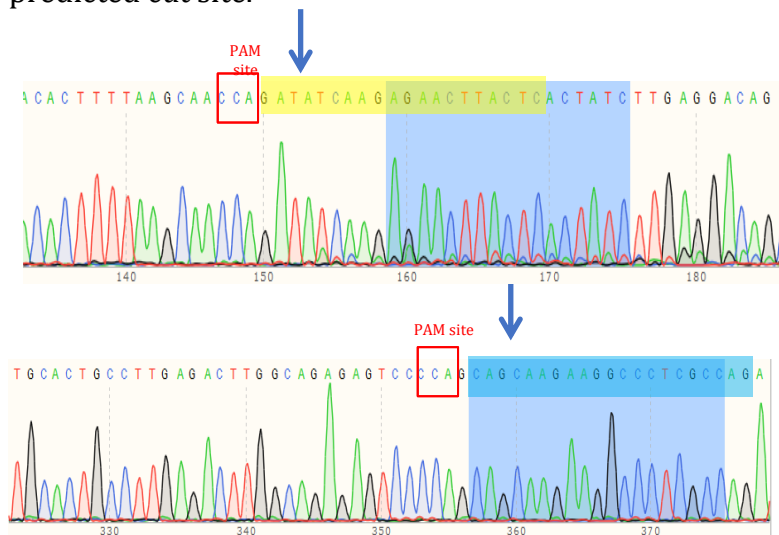 predicted cut site.
PAM
site
ACACTTTTAAGCAACCAGATATCAAGAGAACTTACTCACTATCTTGAGGACAG
140 150 160 170 180
PAM site
TGCACTGCCTTGAGACTTGGCAGAGAGTCCCCAGCAGCAAGAAGGCCCTCGCCAGA
330 340 350 360 370